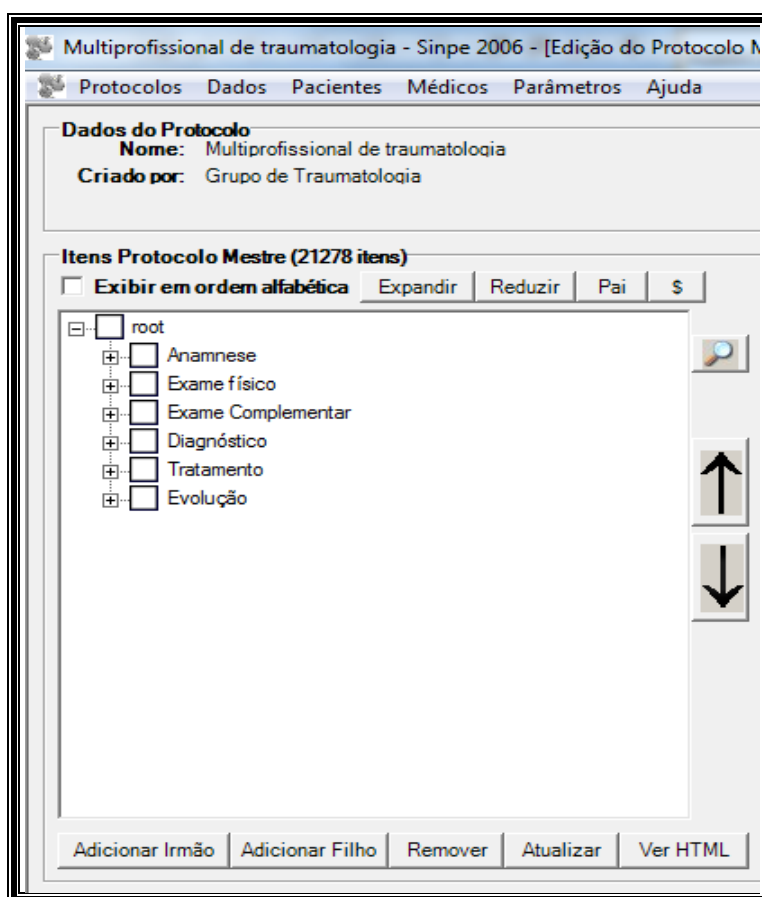 Multiprofissional de traumatologia - Sinpe 2006 - [Edição do Protocolo M
Protocolos Dados Pacientes Médicos Parâmetros Ajuda
Dados do Protocolo
Nome: Multiprofissional de traumatologia
Criado por: Grupo de Traumatologia
Itens Protocolo Mestre (21278 itens)
Exibir em ordem alfabética Expandir Reduzir Pai $
root
Anamnese
Exame físico
Exame Complementar
Diagnóstico
Tratamento
Evolução
Adicionar Irmão Adicionar Filho Remover Atualizar Ver HTML